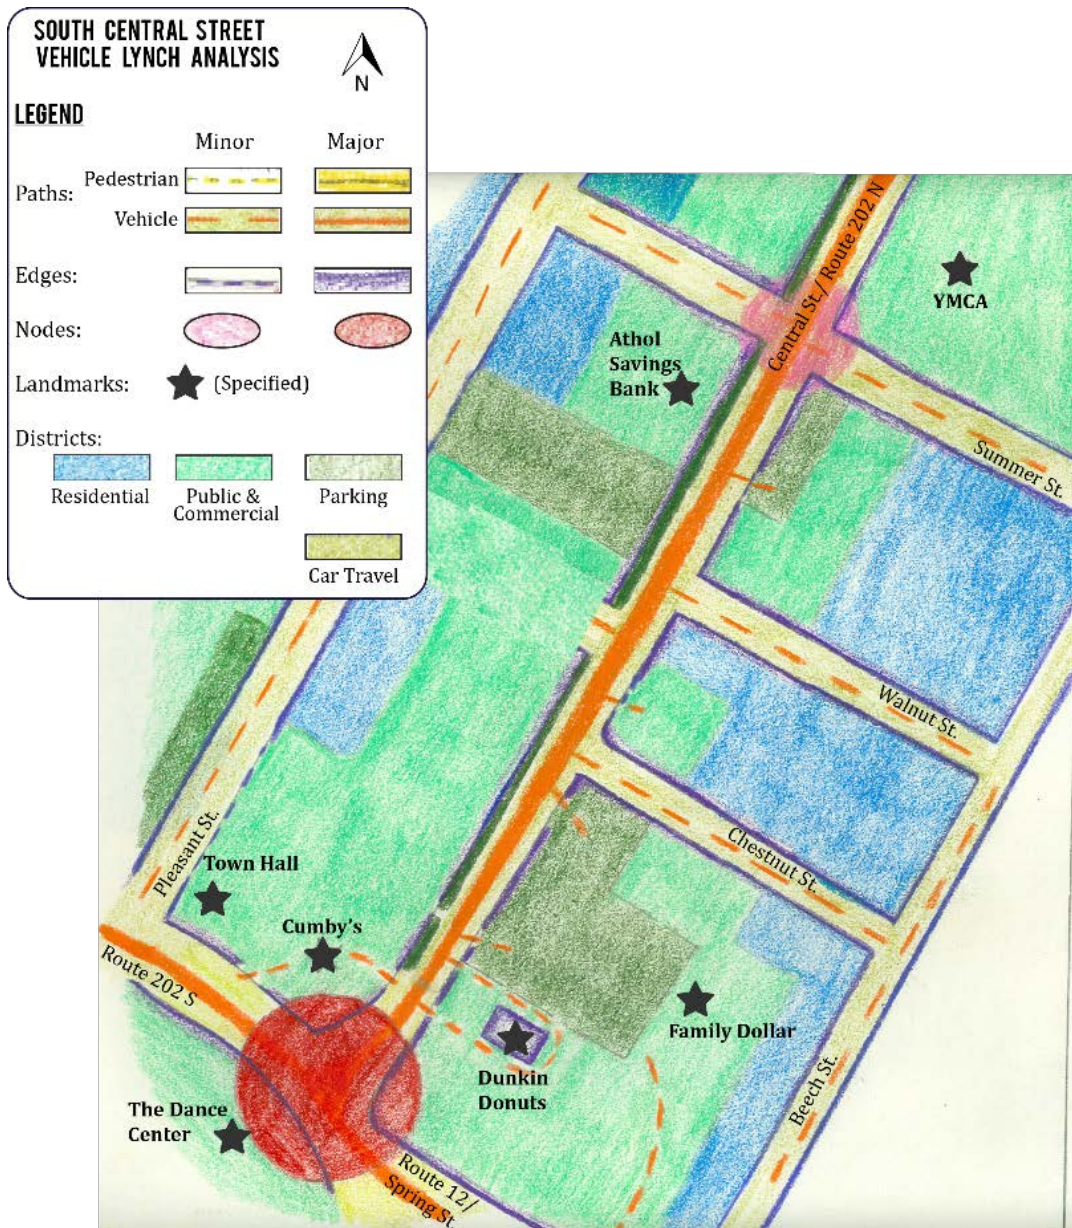 SOUTH CENTRAL STREET
VEHICLE LYNCH ANALYSIS
N
LEGEND
Minor
Major
Paths:
Pedestrian
Vehicle
Edges:
Nodes:
Landmarks:
(Specified)
Districts:
Residential
Public &
Commercial
Parking
Car Travel
Central St./ Route 202 N
YMCA
Athol
Savings
Bank
Summer St.
Walnut St.
Chestnut St.
Pleasant St.
Town Hall
Cumby's
Route 202 S
Family Dollar
Dunkin
Donuts
Beech St.
The Dance
Center
Route 12/
Spring St.